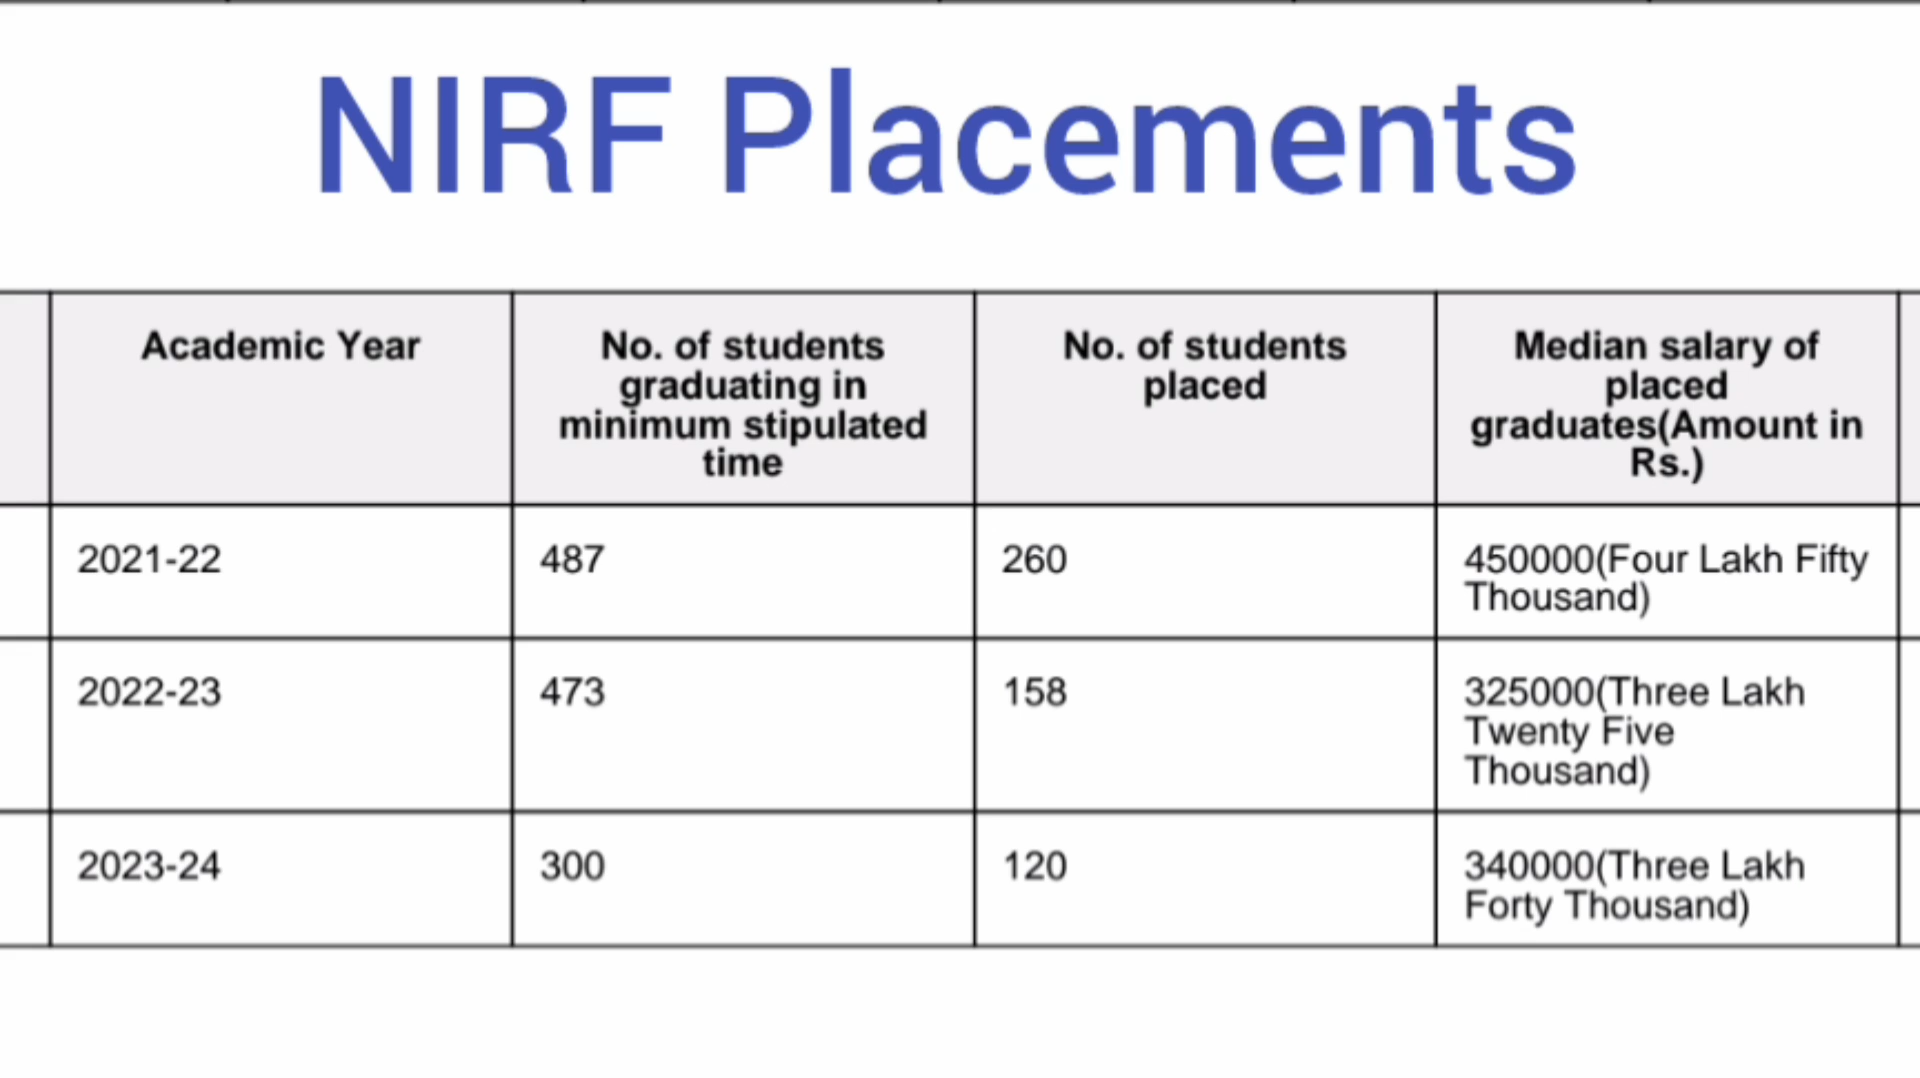 NIRF Placements
Academic Year
No. of students
graduating in
minimum stipulated
time
No. of students
placed
Median salary of
placed
graduates(Amount in
Rs.)
2021-22
487
260
450000(Four Lakh Fifty
Thousand)
2022-23
473
158
325000(Three Lakh
Twenty Five
Thousand)
2023-24
300
120
340000(Three Lakh
Forty Thousand)